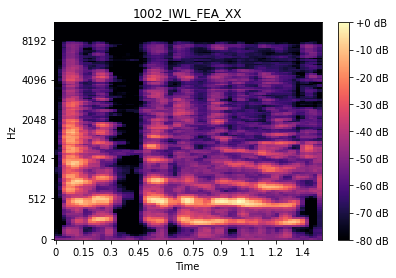 1002_IWL_FEA_XX
+0 dB
8192
-10 dB
4096
-20 dB
-30 dB
2048
Hz
-40 dB
1024
-50 dB
512
-60 dB
-70 dB
0
-80 dB
0 0.15 0.3 0.45 0.6 0.75 0.9 1.1 1.2 1.4
Time